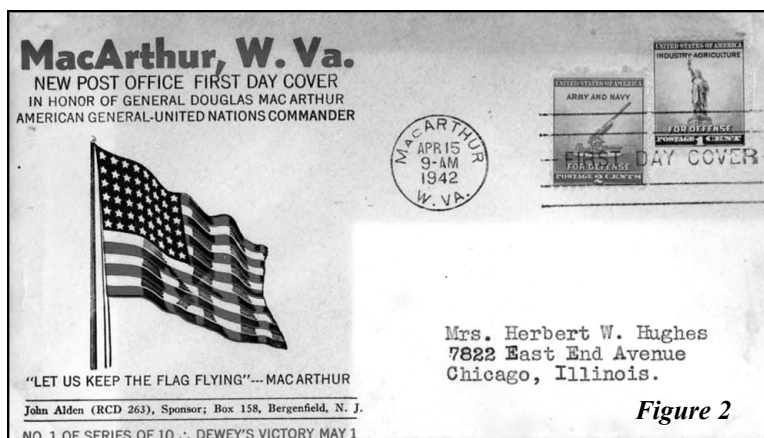 MacArthur, W. Va.
NEW POST OFFICE FIRST DAY COVER
IN HONOR OF GENERAL DOUGLAS MAC ARTHUR
AMERICAN GENERAL-UNITED NATIONS COMMANDER
MacARTHUR
APR 15
9-AM
1942
W. VA.
UNITED STATES OF AMERICA
ARMY AND NAVY
FOR DEFENSE
POSTAGE 2 CENTS
UNITED STATES OF AMERICA
INDUSTRY-AGRICULTURE
FOR DEFENSE
POSTAGE 1 CENT
FIRST DAY COVER
"LET US KEEP THE FLAG FLYING"---MAC ARTHUR
John Alden (RCD 263), Sponsor; Box 158, Bergenfield, N. J.
NO. 1 OF SERIES OF 10 ∴ DEWEY'S VICTORY MAY 1
Mrs. Herbert W. Hughes
7822 East End Avenue
Chicago, Illinois.
Figure 2